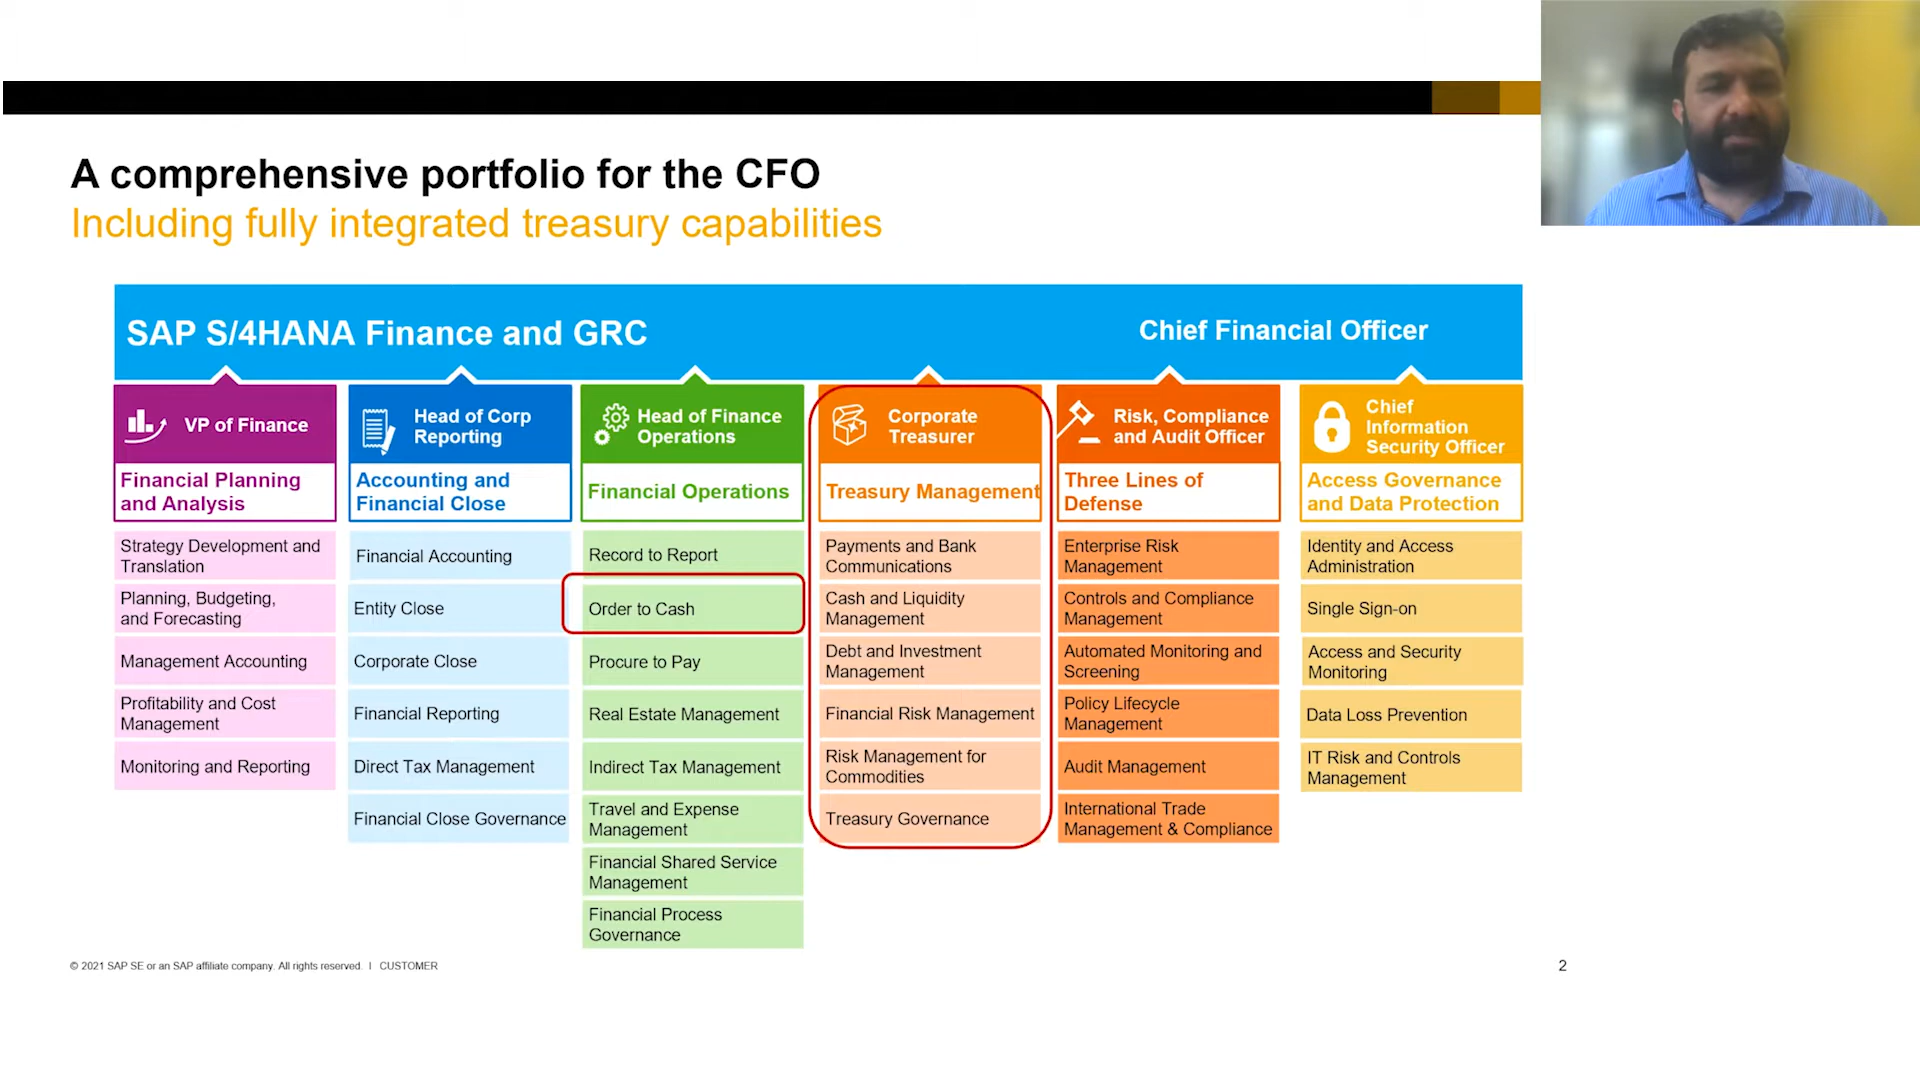 A comprehensive portfolio for the CFO
Including fully integrated treasury capabilities
SAP S/4HANA Finance and GRC
Chief Financial Officer
VP of Finance
Financial Planning
and Analysis
Strategy Development and
Translation
Planning, Budgeting,
and Forecasting
Management Accounting
Profitability and Cost
Management
Monitoring and Reporting
Head of Corp
Reporting
Accounting and
Financial Close
Financial Accounting
Entity Close
Corporate Close
Financial Reporting
Direct Tax Management
Financial Close Governance
Head of Finance
Operations
Financial Operations
Record to Report
Order to Cash
Procure to Pay
Real Estate Management
Indirect Tax Management
Travel and Expense
Management
Financial Shared Service
Management
Financial Process
Governance
Corporate
Treasurer
Treasury Management
Payments and Bank
Communications
Cash and Liquidity
Management
Debt and Investment
Management
Financial Risk Management
Risk Management for
Commodities
Treasury Governance
Risk, Compliance
and Audit Officer
Three Lines of
Defense
Enterprise Risk
Management
Controls and Compliance
Management
Automated Monitoring and
Screening
Policy Lifecycle
Management
Audit Management
International Trade
Management & Compliance
Chief
Information
Security Officer
Access Governance
and Data Protection
Identity and Access
Administration
Single Sign-on
Access and Security
Monitoring
Data Loss Prevention
IT Risk and Controls
Management
© 2021 SAP SE or an SAP affiliate company. All rights reserved. I CUSTOMER
2